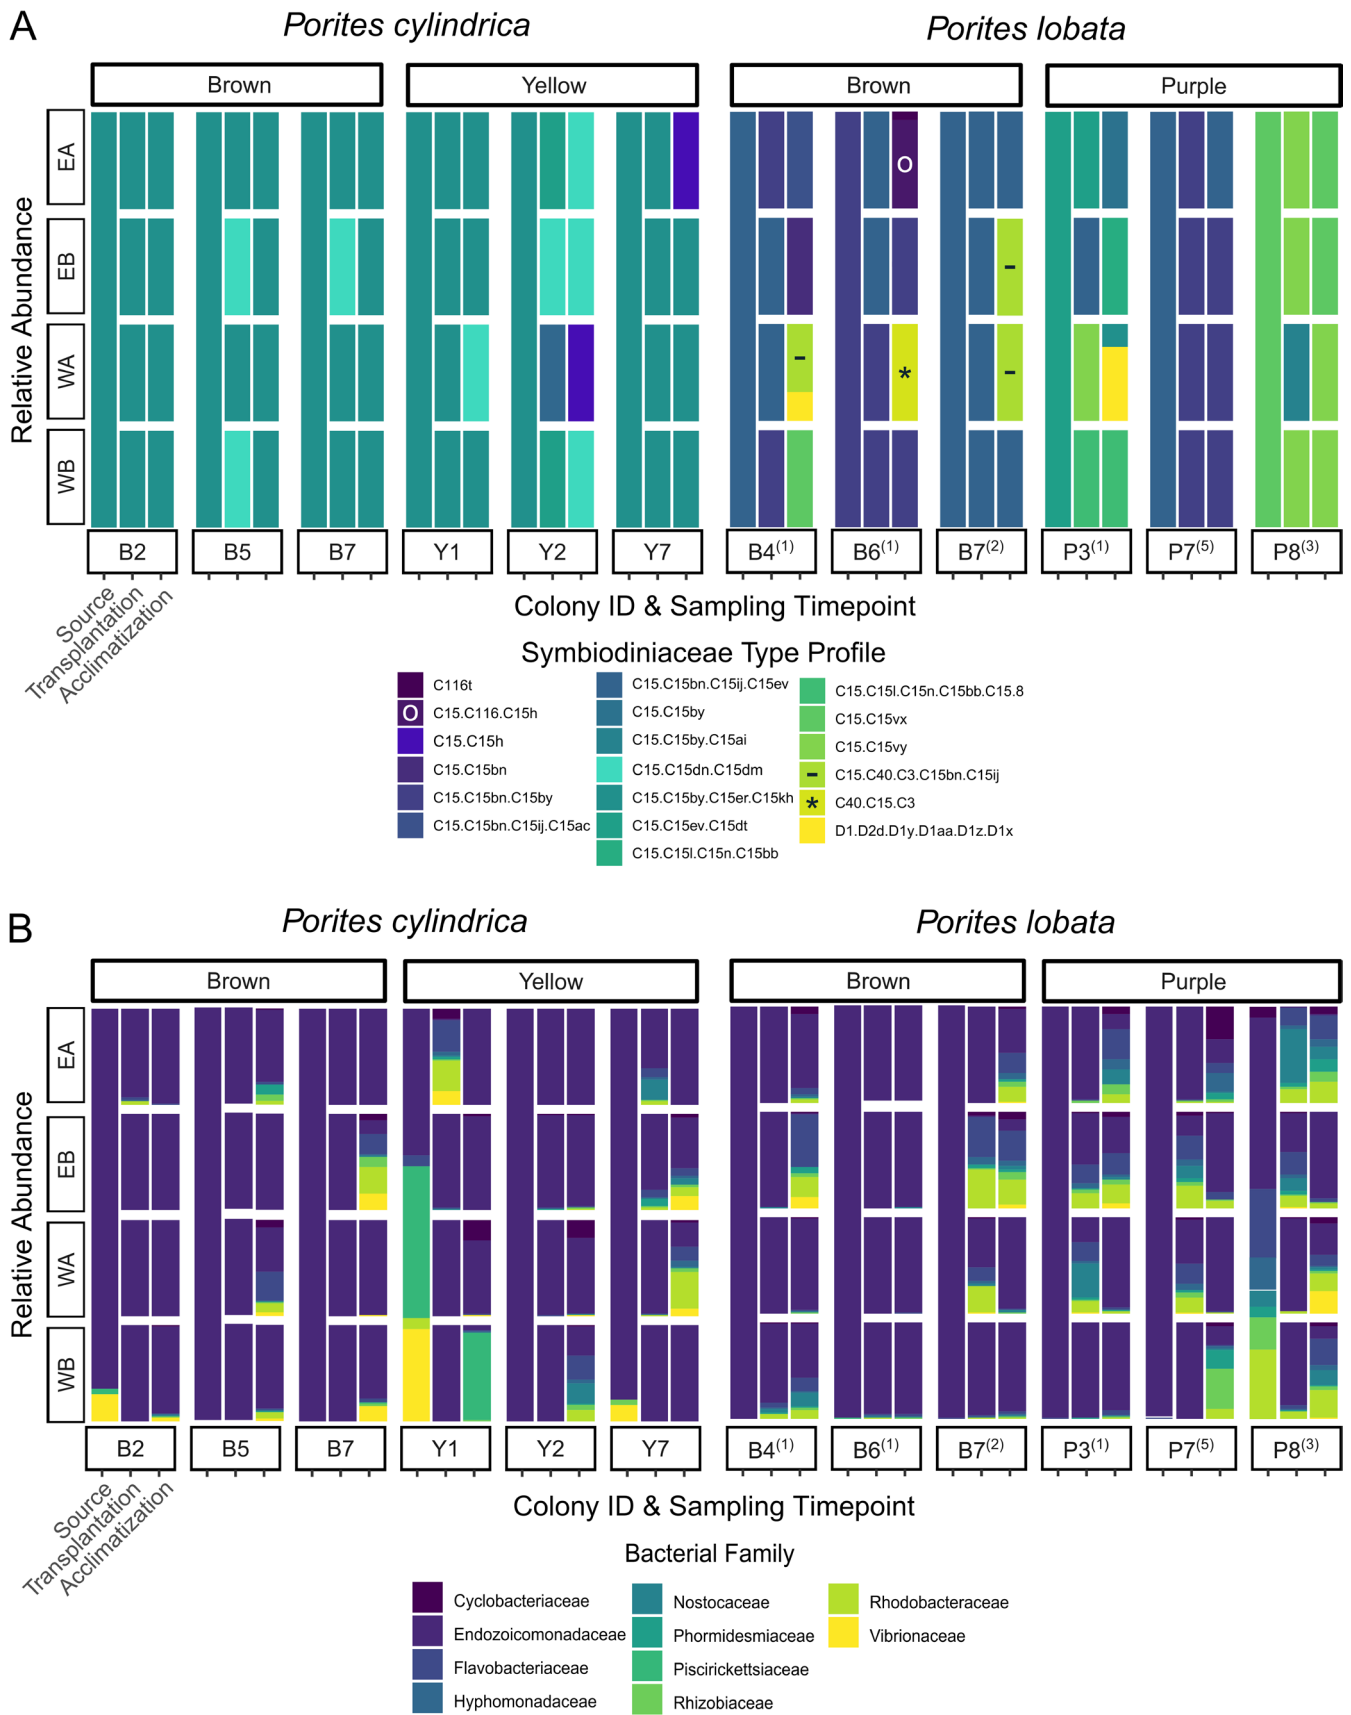 A
Porites cylindrica
Porites lobata
Brown
Yellow
Brown
Purple
Relative Abundance
EA
EB
WA
WB
O
-
-
*
-
B2
B5
B7
Y1
Y2
Y7
B4(1)
B6(1)
B7(2)
P3(1)
P7(5)
P8(3)
Source
Transplantation
Acclimatization
Colony ID & Sampling Timepoint
Symbiodiniaceae Type Profile
C116t
O C15.C116.C15h
C15.C15h
C15.C15bn
C15.C15bn.C15by
C15.C15bn.C15ij.C15ac
C15.C15bn.C15ij.C15ev
C15.C15by
C15.C15by.C15ai
C15.C15dn.C15dm
C15.C15by.C15er.C15kh
C15.C15ev.C15dt
C15.C15l.C15n.C15bb
C15.C15l.C15n.C15bb.C15.8
C15.C15vx
C15.C15vy
- C15.C40.C3.C15bn.C15ij
* C40.C15.C3
D1.D2d.D1y.D1aa.D1z.D1x
B
Porites cylindrica
Porites lobata
Brown
Yellow
Brown
Purple
Relative Abundance
EA
EB
WA
WB
B2
B5
B7
Y1
Y2
Y7
B4(1)
B6(1)
B7(2)
P3(1)
P7(5)
P8(3)
Source
Transplantation
Acclimatization
Colony ID & Sampling Timepoint
Bacterial Family
Cyclobacteriaceae
Endozoicomonadaceae
Flavobacteriaceae
Hyphomonadaceae
Nostocaceae
Phormidesmiaceae
Piscirickettsiaceae
Rhizobiaceae
Rhodobacteraceae
Vibrionaceae